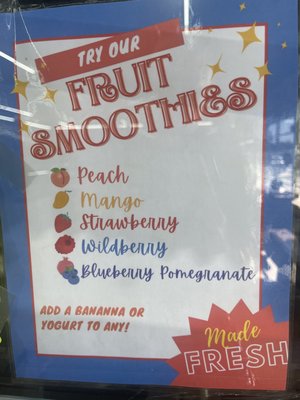 TRY OUR
FRUIT
SMOOTHIES
Peach
Mango
Strawberry
Wildberry
Blueberry Pomegranate
ADD A BANANNA OR
YOGURT TO ANY!
Made
FRESH